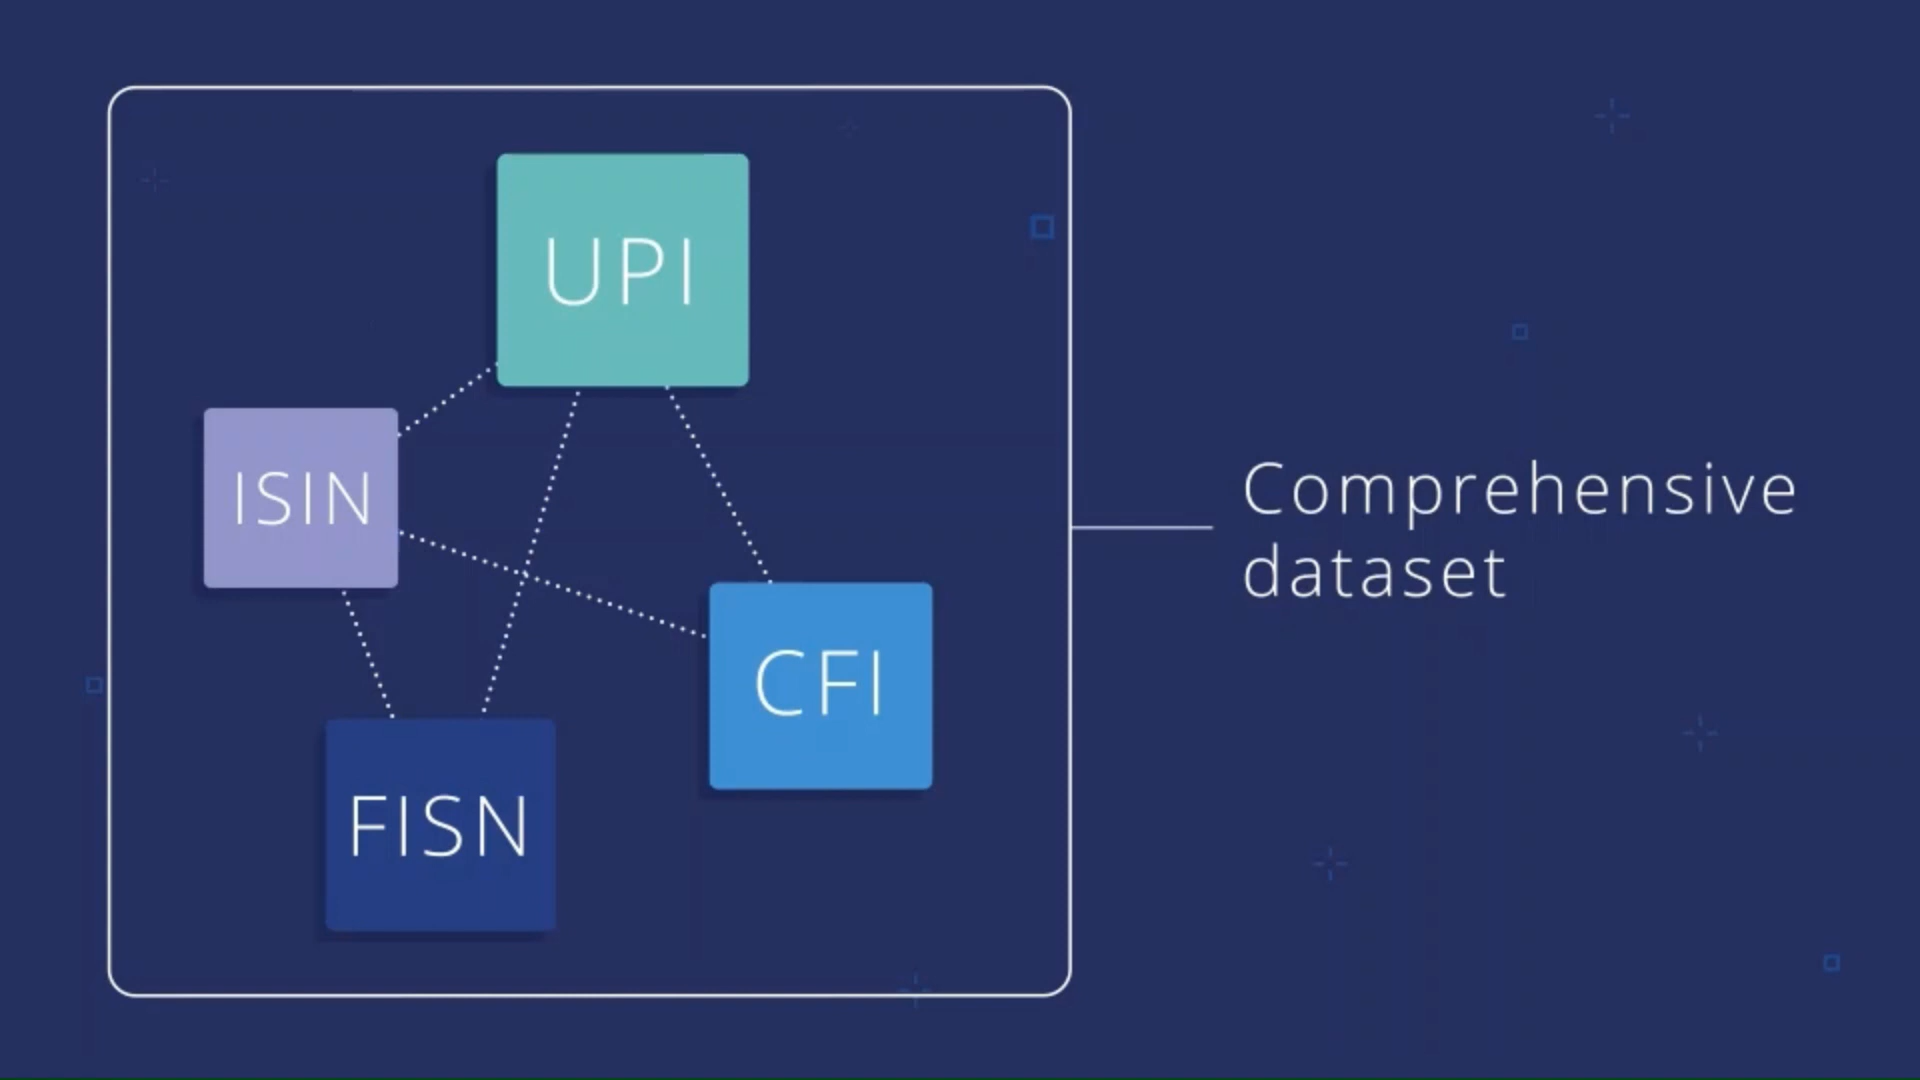 UPI
ISIN
CFI
FISN
Comprehensive
dataset